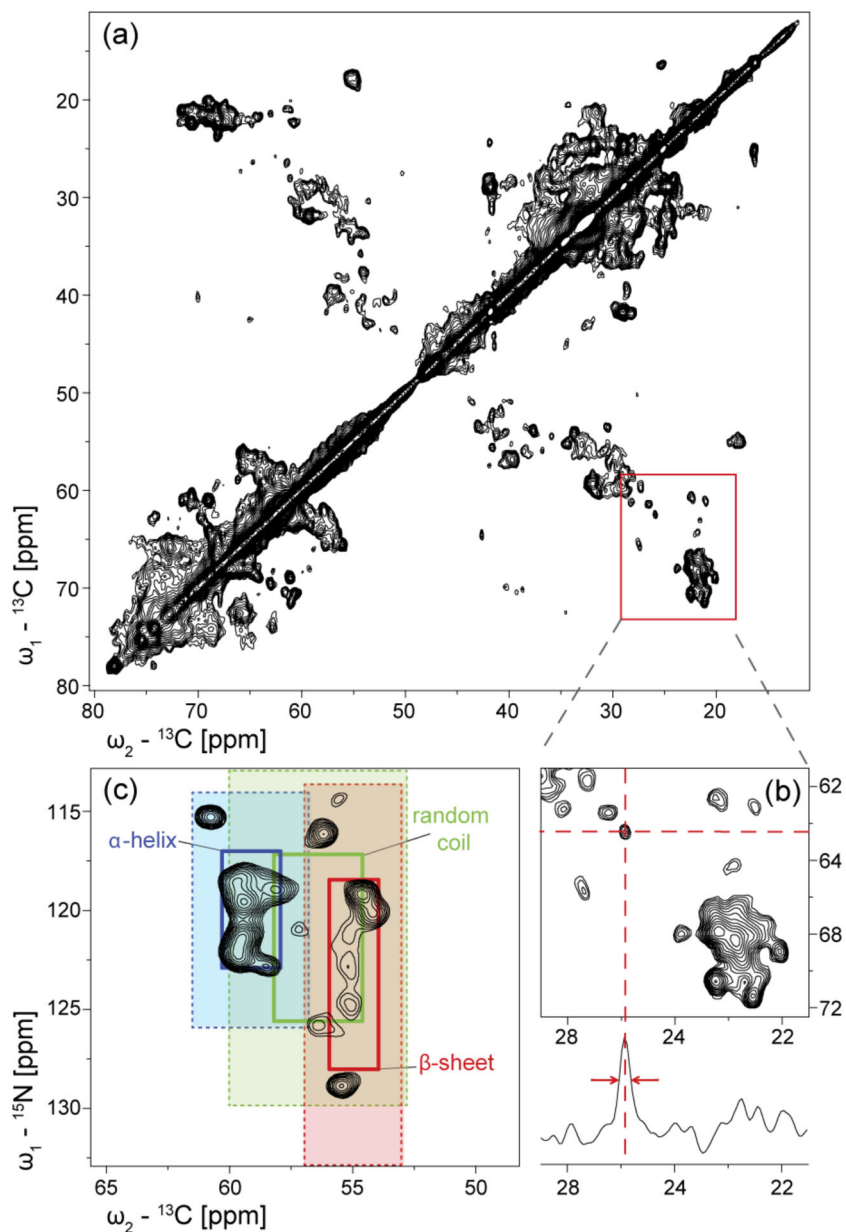 (a)
20
30
40
50
60
70
80
ω₁ - ¹³C [ppm]
80 70 60 50 40 30 20
ω₂ - ¹³C [ppm]
(c)
115
120
125
130
ω₁ - ¹⁵N [ppm]
α-helix
random
coil
β-sheet
65 60 55 50
ω₂ - ¹³C [ppm]
(b)
62
64
68
72
28 26 24 22
28 26 24 22